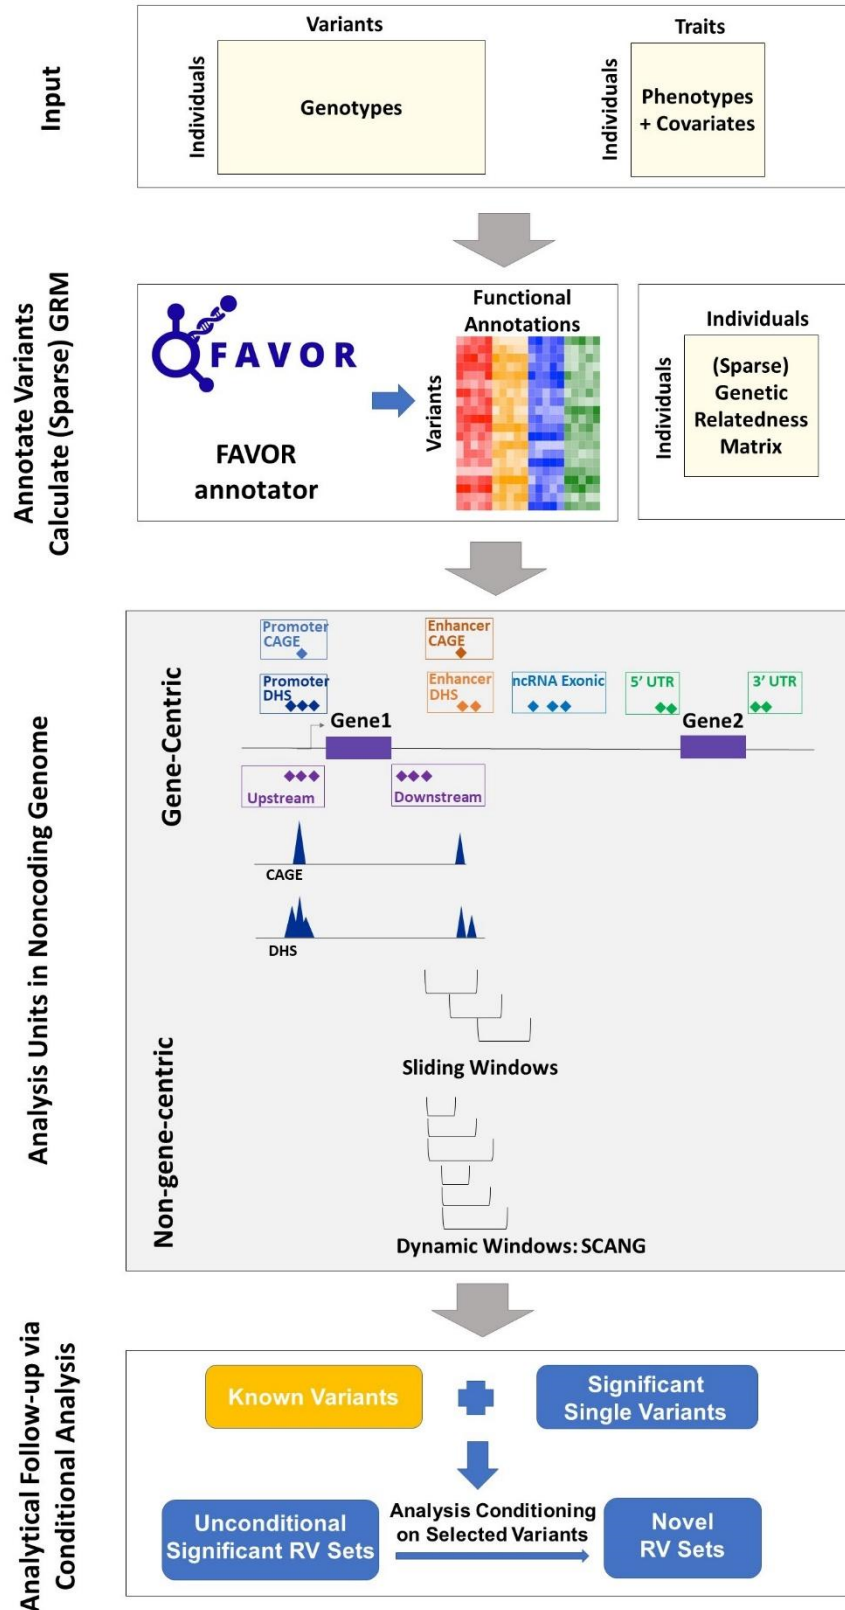 Input
Variants
Individuals
Genotypes
Traits
Individuals
Phenotypes
+ Covariates
Annotate Variants
Calculate (Sparse) GRM
FAVOR
FAVOR
annotator
Functional
Annotations
Variants
Individuals
Individuals
(Sparse)
Genetic
Relatedness
Matrix
Analysis Units in Noncoding Genome
Gene-Centric
Promoter
CAGE
Enhancer
CAGE
Promoter
DHS
Enhancer
DHS
ncRNA Exonic
5' UTR
3' UTR
Gene1
Gene2
Upstream
Downstream
CAGE
DHS
Non-gene-centric
Sliding Windows
Dynamic Windows: SCANG
Analytical Follow-up via
Conditional Analysis
Known Variants
Significant
Single Variants
Unconditional
Significant RV Sets
Analysis Conditioning
on Selected Variants
Novel
RV Sets